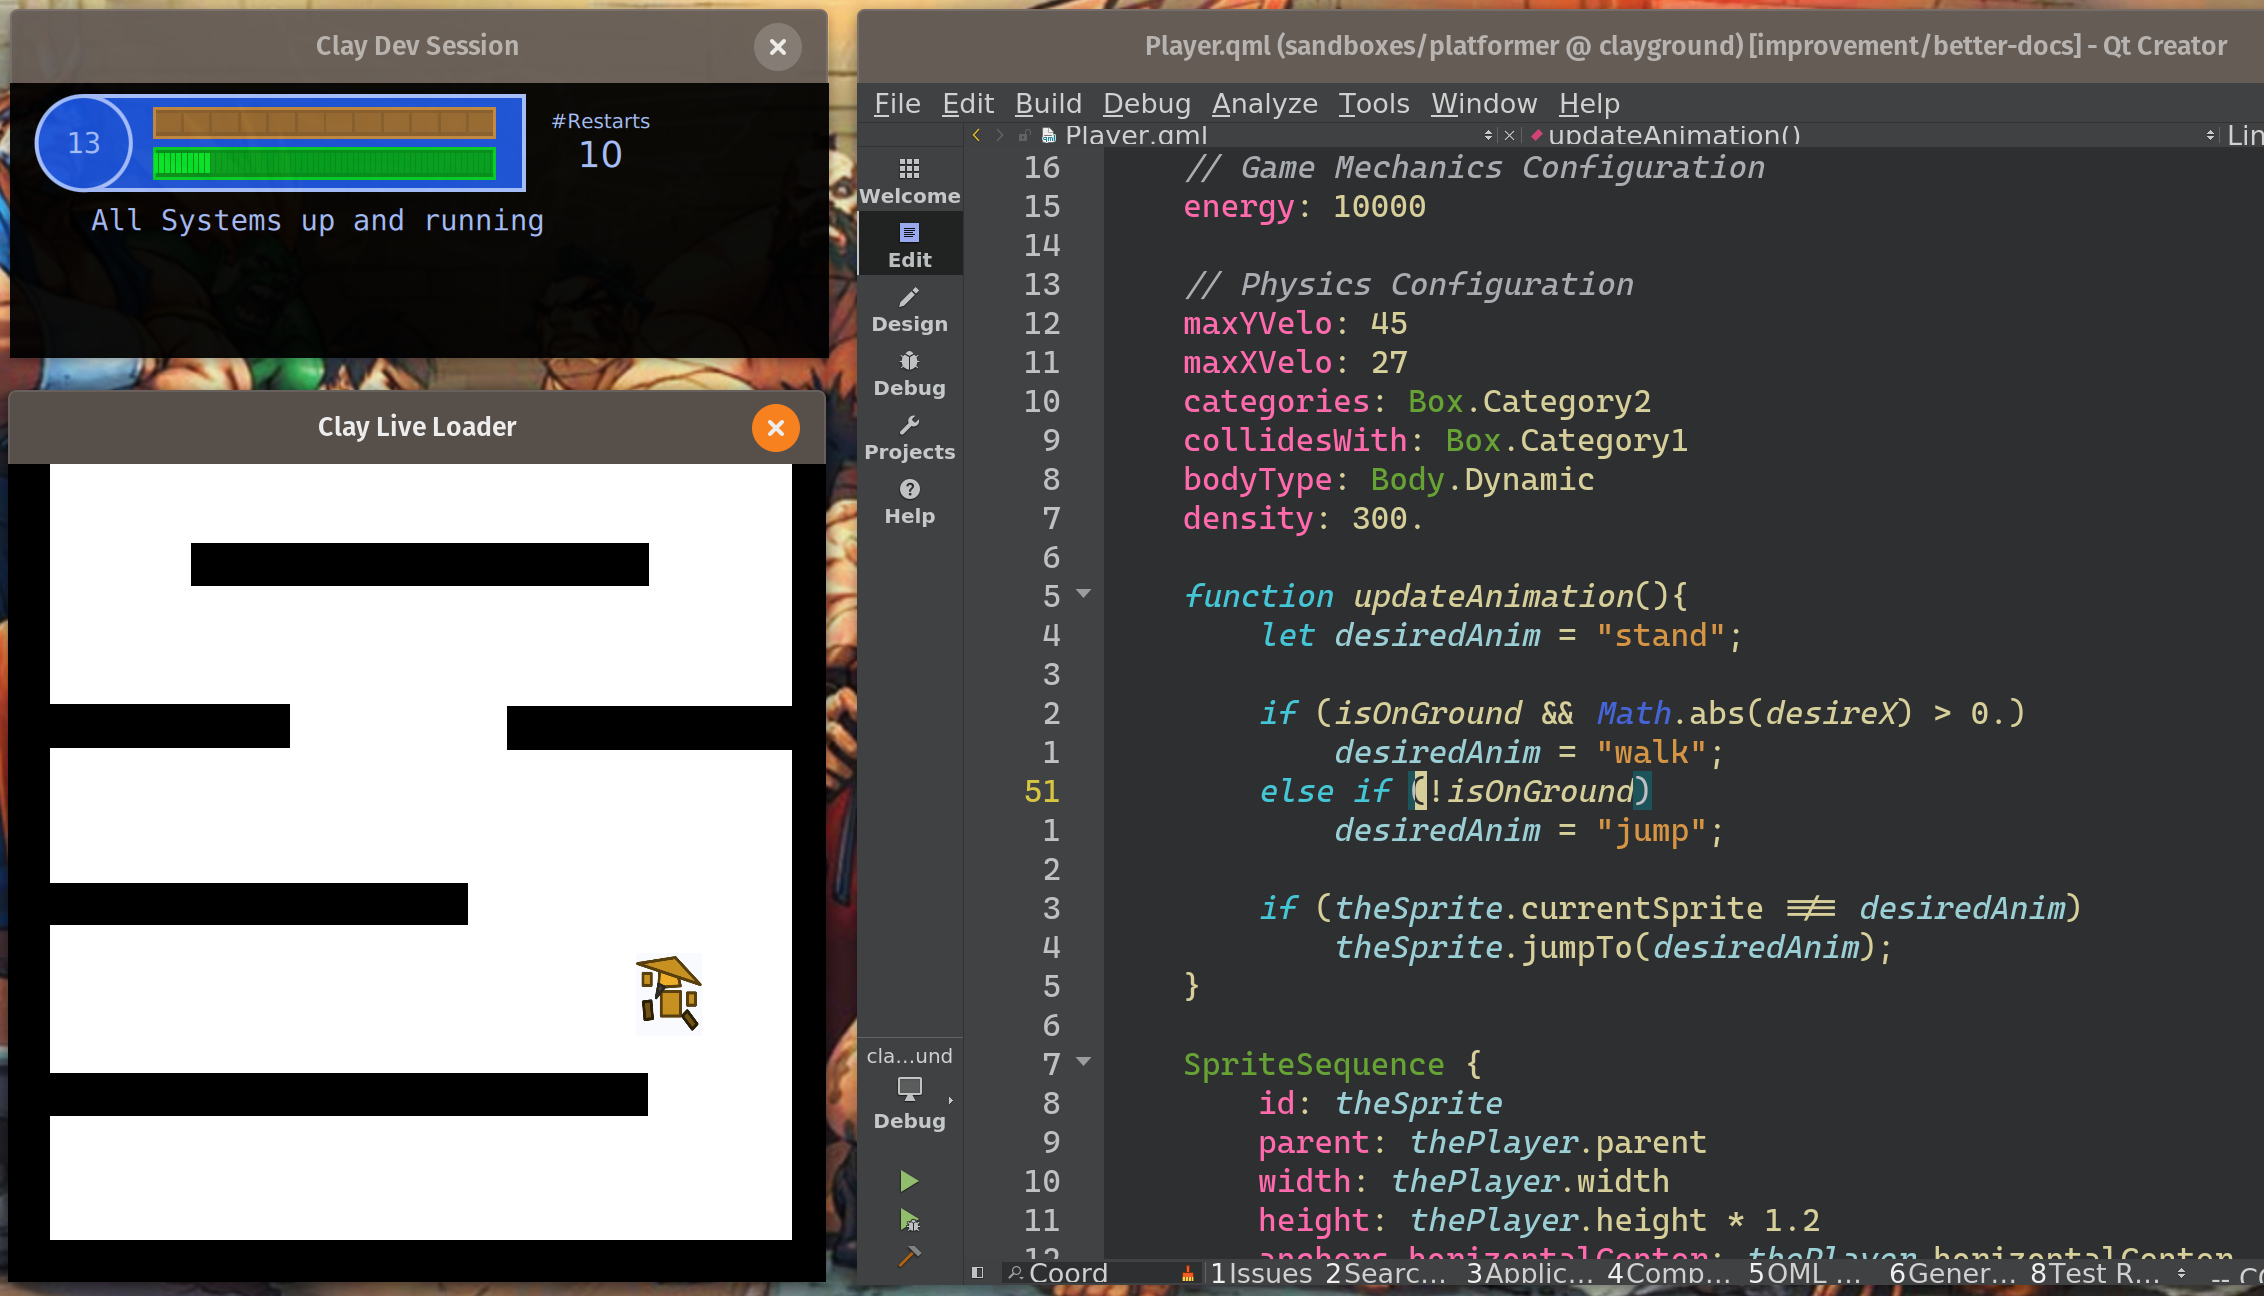 Clay Dev Session
13
#Restarts
10
All Systems up and running
Clay Live Loader
Player.qml (sandboxes/platformer @ clayground) [improvement/better-docs] - Qt Creator
File Edit Build Debug Analyze Tools Window Help
Player.qml
updateAnimation()
Lin
Welcome
Edit
Design
Debug
Projects
Help
cla...und
Debug
16 // Game Mechanics Configuration
15 energy: 10000
14
13 // Physics Configuration
12 maxYVelo: 45
11 maxXVelo: 27
10 categories: Box.Category2
9 collidesWith: Box.Category1
8 bodyType: Body.Dynamic
7 density: 300.
6
5 function updateAnimation(){
4 let desiredAnim = "stand";
3
2 if (isOnGround && Math.abs(desireX) > 0.)
1 desiredAnim = "walk";
51 else if (!isOnGround)
1 desiredAnim = "jump";
2
3 if (theSprite.currentSprite !== desiredAnim)
4 theSprite.jumpTo(desiredAnim);
5 }
6
7 SpriteSequence {
8 id: theSprite
9 parent: thePlayer.parent
10 width: thePlayer.width
11 height: thePlayer.height * 1.2
12 anchors.horizontalCenter: thePlayer.horizontalCenter
Coord
1 Issues 2 Searc... 3 Applic... 4 Comp... 5 QML ... 6 Gener... 8 Test R...